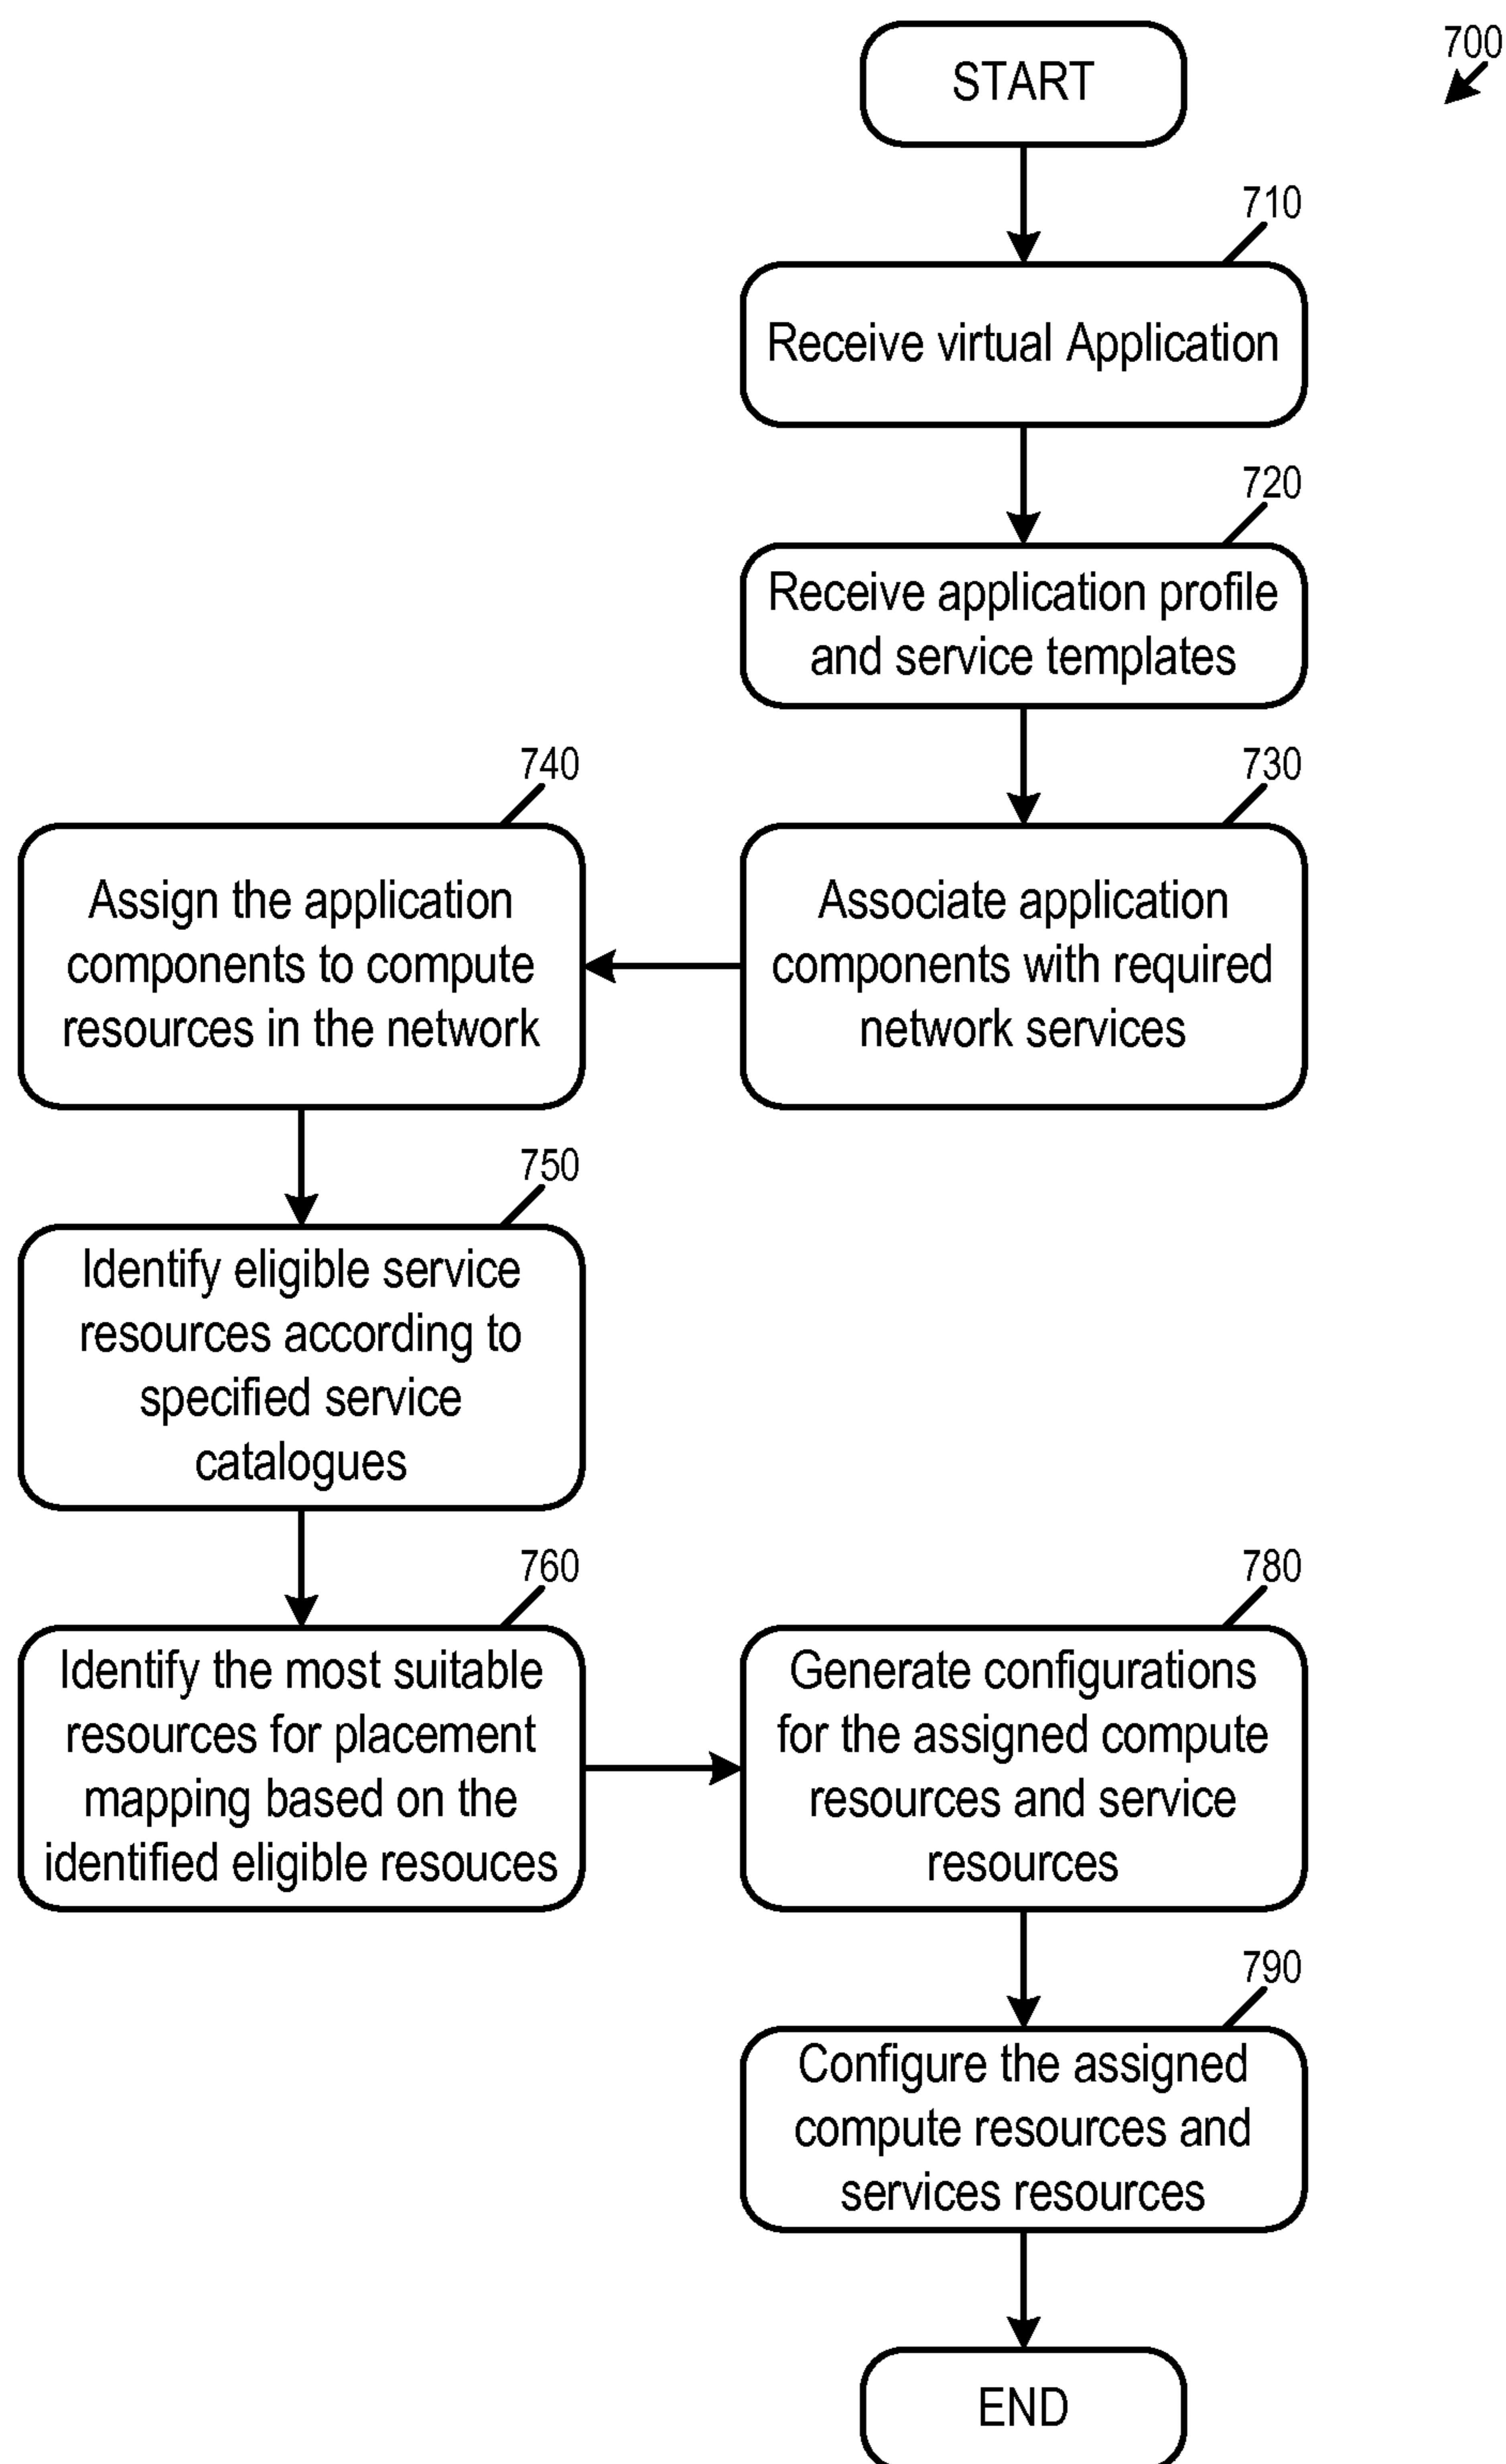 700
START
710
Receive virtual Application
720
Receive application profile
and service templates
730
Associate application
components with required
network services
740
Assign the application
components to compute
resources in the network
750
Identify eligible service
resources according to
specified service
catalogues
760
Identify the most suitable
resources for placement
mapping based on the
identified eligible resouces
780
Generate configurations
for the assigned compute
resources and service
resources
790
Configure the assigned
compute resources and
services resources
END